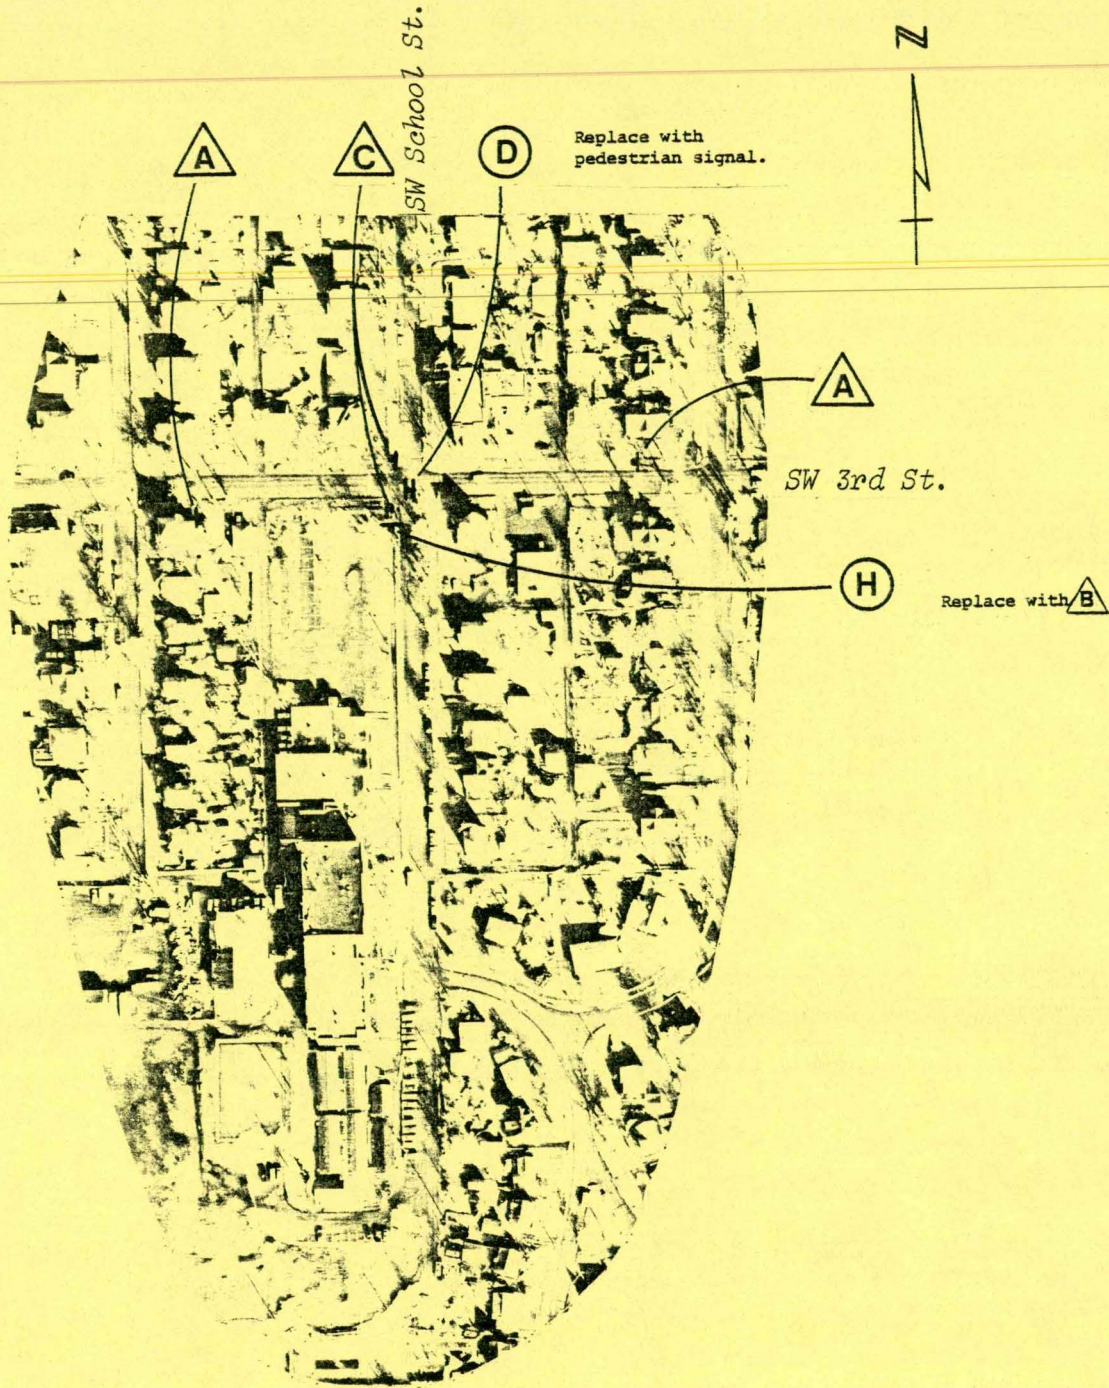 SW School St.
N
A
C
D
Replace with
pedestrian signal.
A
SW 3rd St.
H
Replace with B